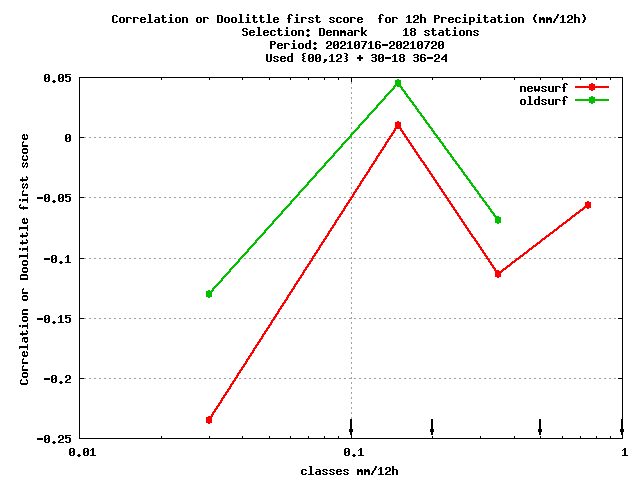 Correlation or Doolittle first score  for 12h Precipitation (mm/12h)
Selection: Denmark     18 stations
Period: 20210716-20210720
Used {00,12} + 30-18 36-24
newsurf
oldsurf
0.05
0
-0.05
-0.1
-0.15
-0.2
-0.25
Correlation or Doolittle first score
0.01
0.1
1
classes mm/12h